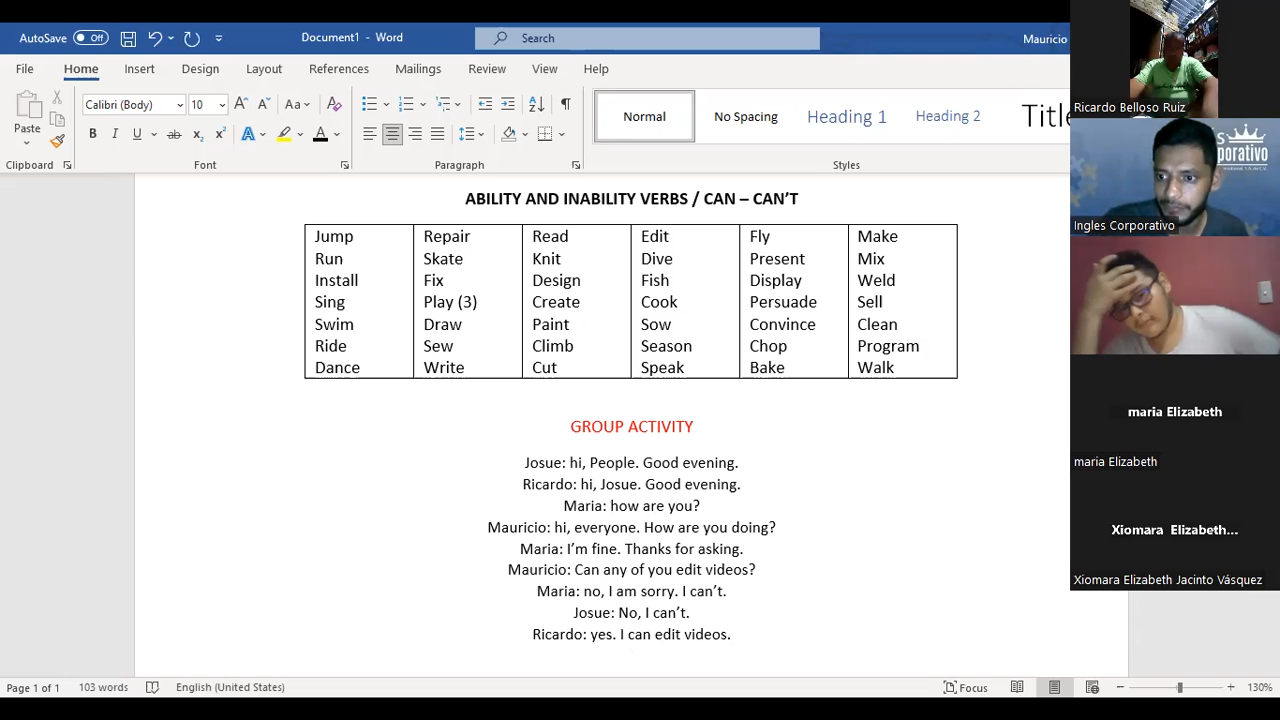 AutoSave Off Document1 - Word Search Mauricio
File Home Insert Design Layout References Mailings Review View Help
Calibri (Body) 10 Normal No Spacing Heading 1 Heading 2 Title
Paste
Clipboard Font Paragraph Styles
ABILITY AND INABILITY VERBS / CAN – CAN’T
Jump Repair Read Edit Fly Make
Run Skate Knit Dive Present Mix
Install Fix Design Fish Display Weld
Sing Play (3) Create Cook Persuade Sell
Swim Draw Paint Sow Convince Clean
Ride Sew Climb Season Chop Program
Dance Write Cut Speak Bake Walk
GROUP ACTIVITY
Josue: hi, People. Good evening.
Ricardo: hi, Josue. Good evening.
Maria: how are you?
Mauricio: hi, everyone. How are you doing?
Maria: I’m fine. Thanks for asking.
Mauricio: Can any of you edit videos?
Maria: no, I am sorry. I can’t.
Josue: No, I can’t.
Ricardo: yes. I can edit videos.
Page 1 of 1 103 words English (United States) Focus 130%
Ricardo Belloso Ruiz
Ingles Corporativo
maria Elizabeth
maria Elizabeth
Xiomara Elizabeth...
Xiomara Elizabeth Jacinto Vásquez